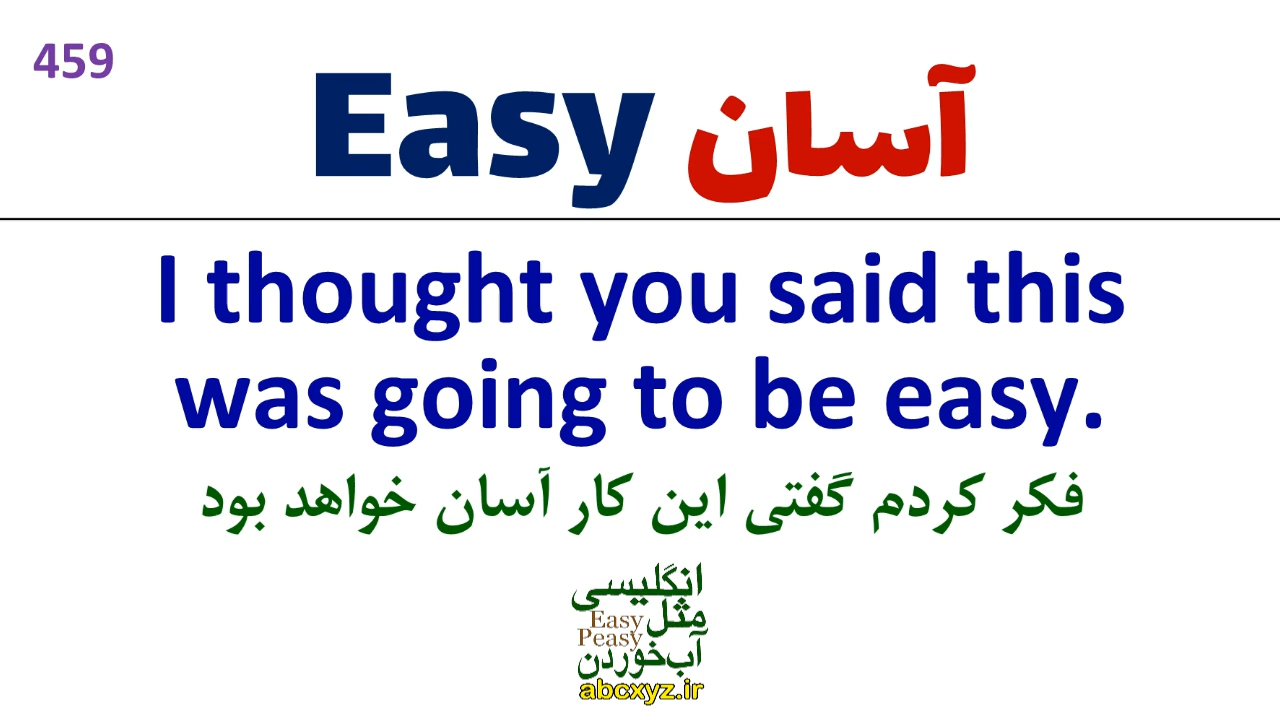 459
Easy آسان
I thought you said this
was going to be easy.
فکر کردم گفتی این کار آسان خواهد بود
انگلیسی
مثل
Easy
Peasy
آب‌خوردن
abcxyz.ir